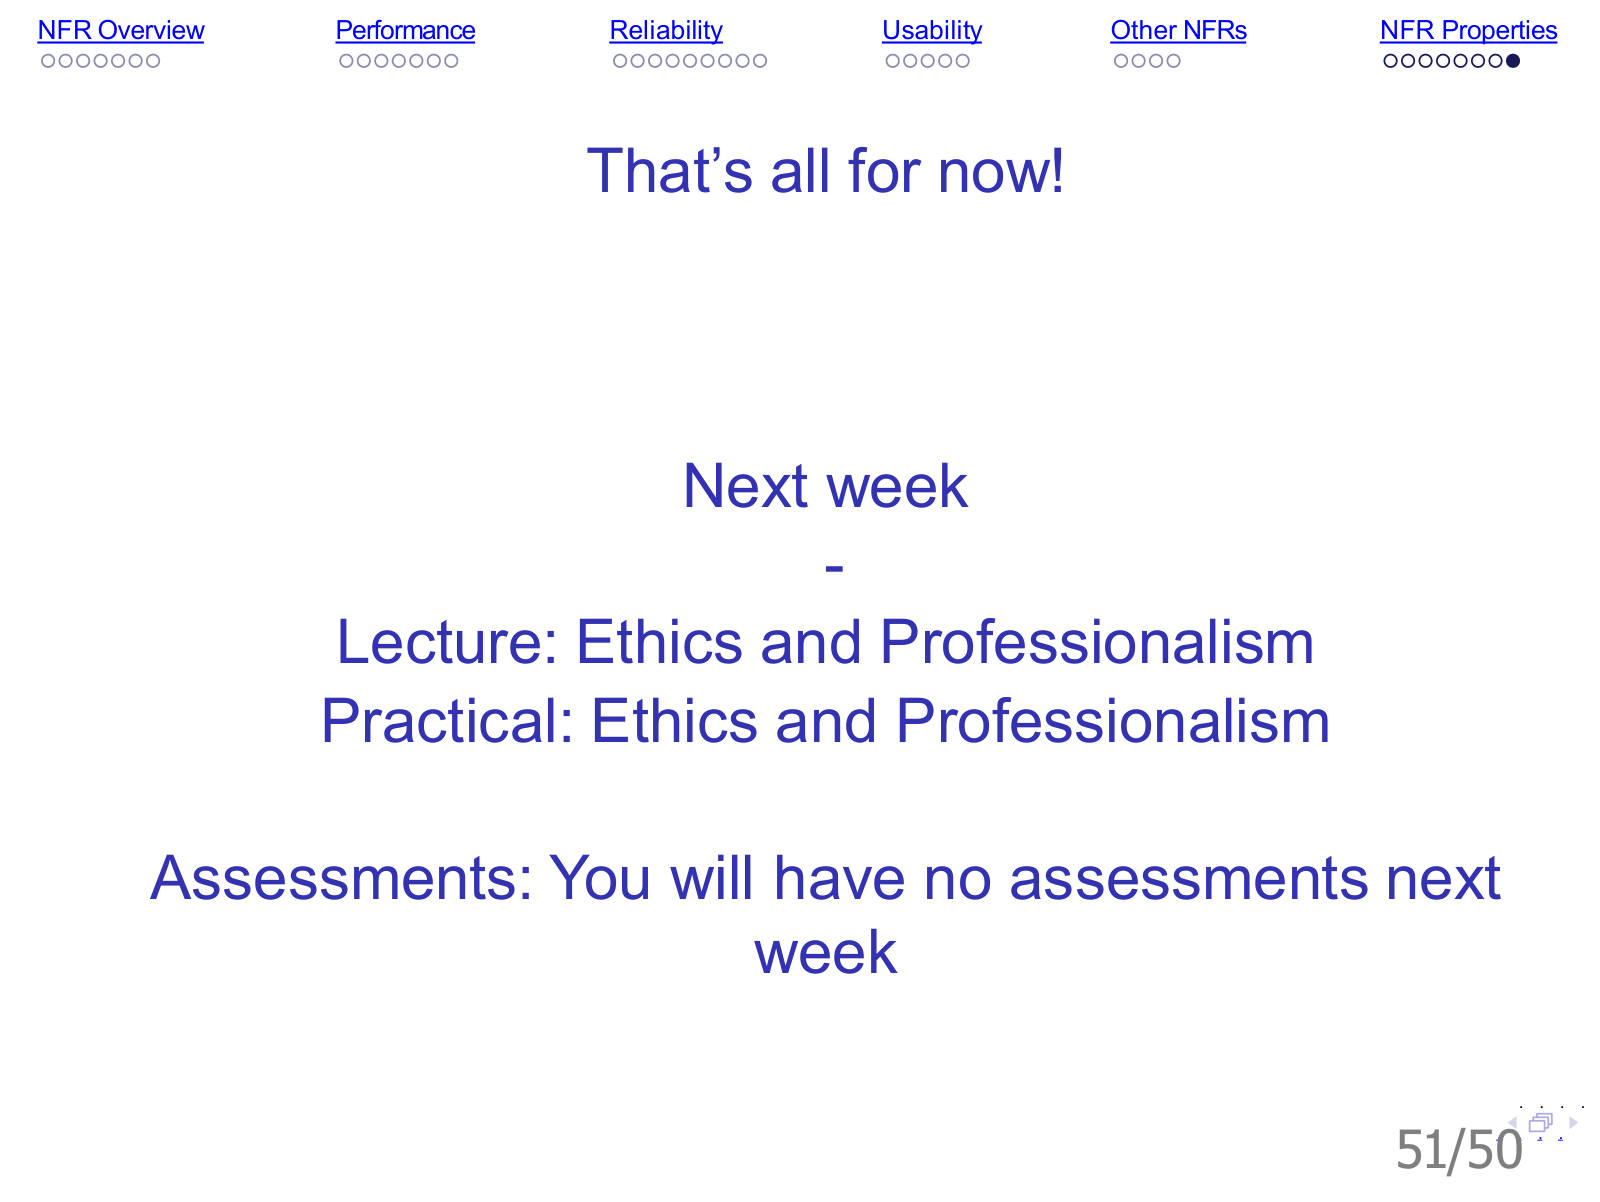 NFR Overview Performance Reliability Usability Other NFRs NFR Properties
That’s all for now!
Next week
-
Lecture: Ethics and Professionalism
Practical: Ethics and Professionalism
Assessments: You will have no assessments next
week
51/50